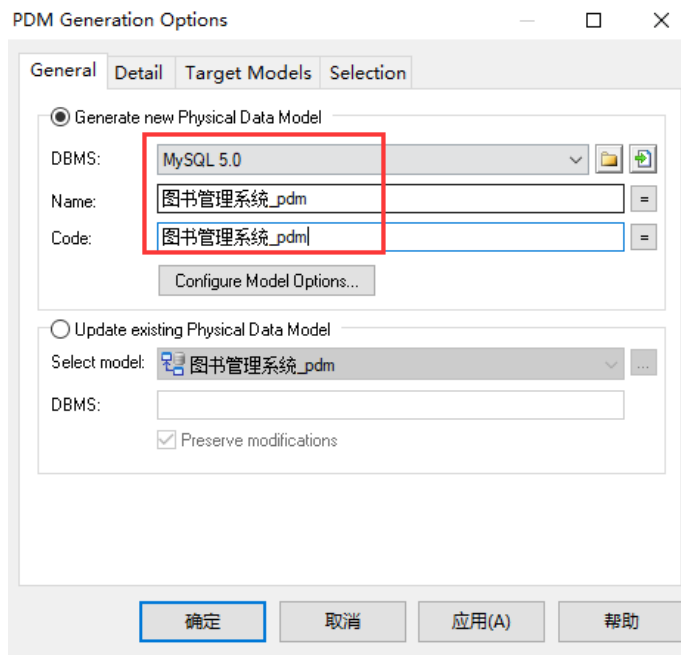 PDM Generation Options
General Detail Target Models Selection
Generate new Physical Data Model
DBMS: MySQL 5.0
Name: 图书管理系统_pdm =
Code: 图书管理系统_pdm =
Configure Model Options...
Update existing Physical Data Model
Select model: 图书管理系统_pdm ...
DBMS:
Preserve modifications
确定 取消 应用(A) 帮助